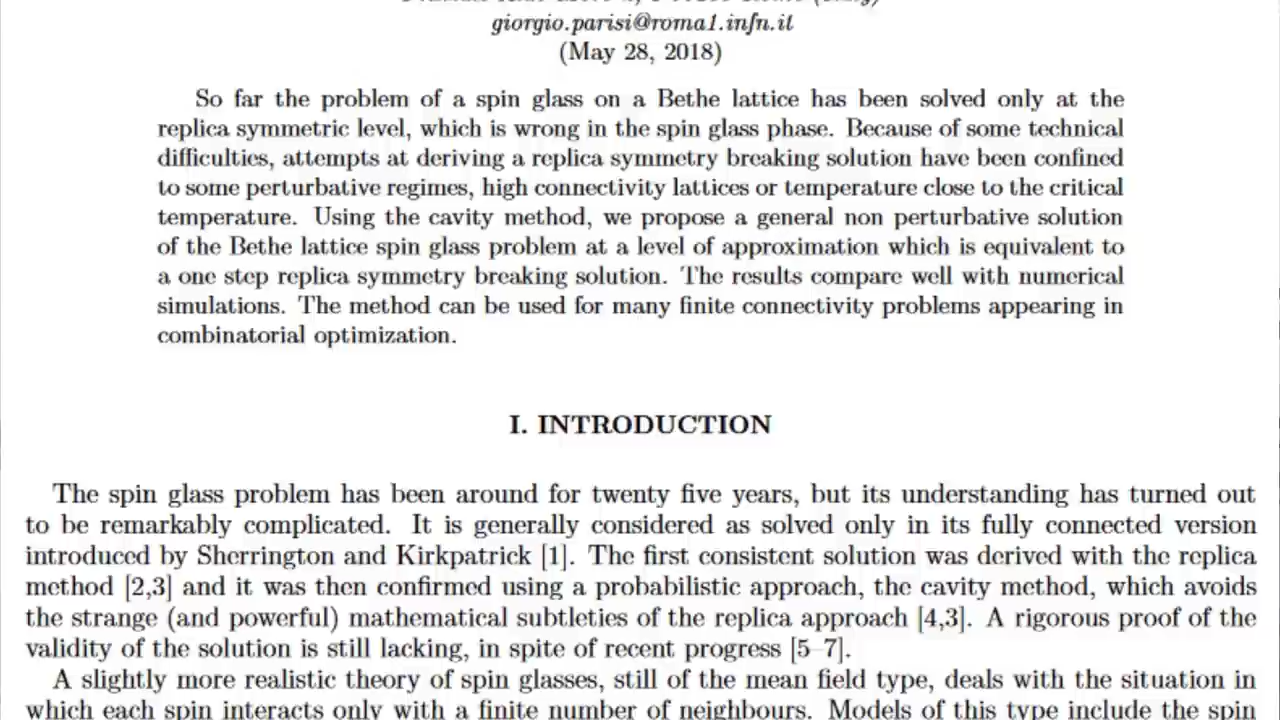 giorgio.parisi@roma1.infn.it
(May 28, 2018)
So far the problem of a spin glass on a Bethe lattice has been solved only at the
replica symmetric level, which is wrong in the spin glass phase. Because of some technical
difficulties, attempts at deriving a replica symmetry breaking solution have been confined
to some perturbative regimes, high connectivity lattices or temperature close to the critical
temperature. Using the cavity method, we propose a general non perturbative solution
of the Bethe lattice spin glass problem at a level of approximation which is equivalent to
a one step replica symmetry breaking solution. The results compare well with numerical
simulations. The method can be used for many finite connectivity problems appearing in
combinatorial optimization.
I. INTRODUCTION
The spin glass problem has been around for twenty five years, but its understanding has turned out
to be remarkably complicated. It is generally considered as solved only in its fully connected version
introduced by Sherrington and Kirkpatrick [1]. The first consistent solution was derived with the replica
method [2,3] and it was then confirmed using a probabilistic approach, the cavity method, which avoids
the strange (and powerful) mathematical subtleties of the replica approach [4,3]. A rigorous proof of the
validity of the solution is still lacking, in spite of recent progress [5–7].
A slightly more realistic theory of spin glasses, still of the mean field type, deals with the situation in
which each spin interacts only with a finite number of neighbours. Models of this type include the spin